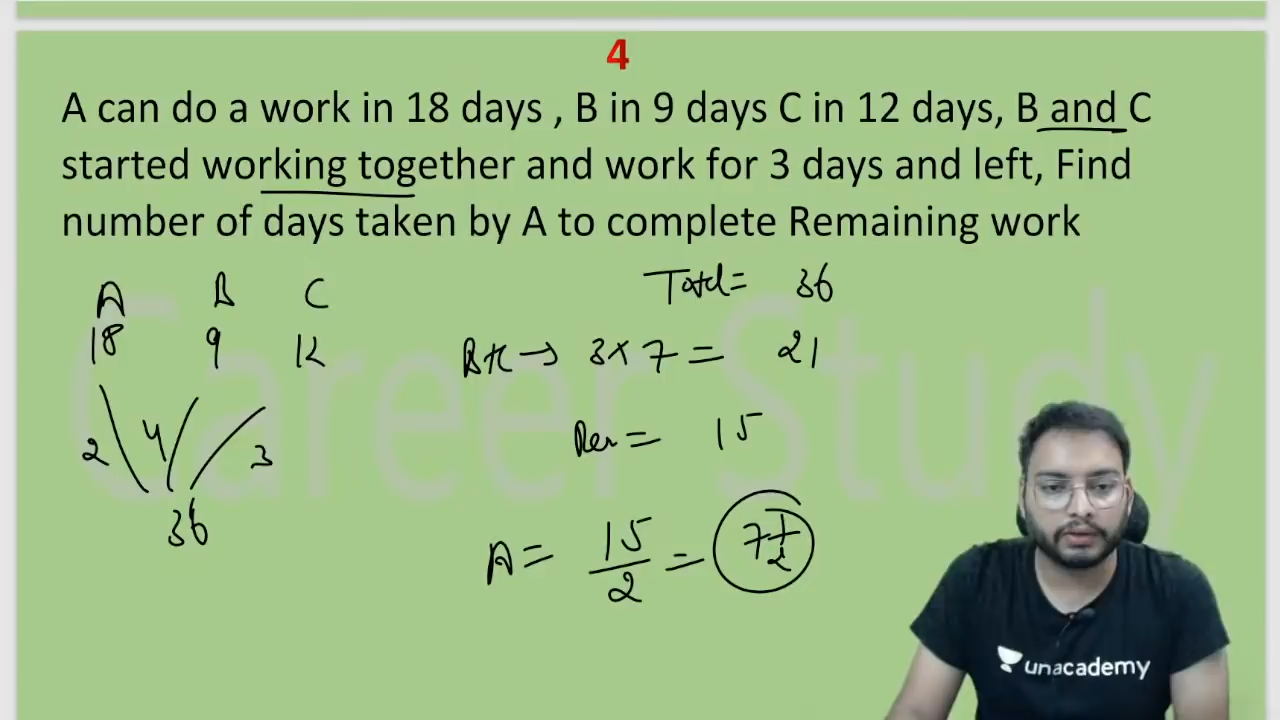 4
A can do a work in 18 days , B in 9 days C in 12 days, B and C
started working together and work for 3 days and left, Find
number of days taken by A to complete Remaining work
A B C
18 9 12
2 4 3
36
Total = 36
B+C → 3 x 7 = 21
Rem = 15
A = 15/2 = 7 1/2
Career Study
unacademy